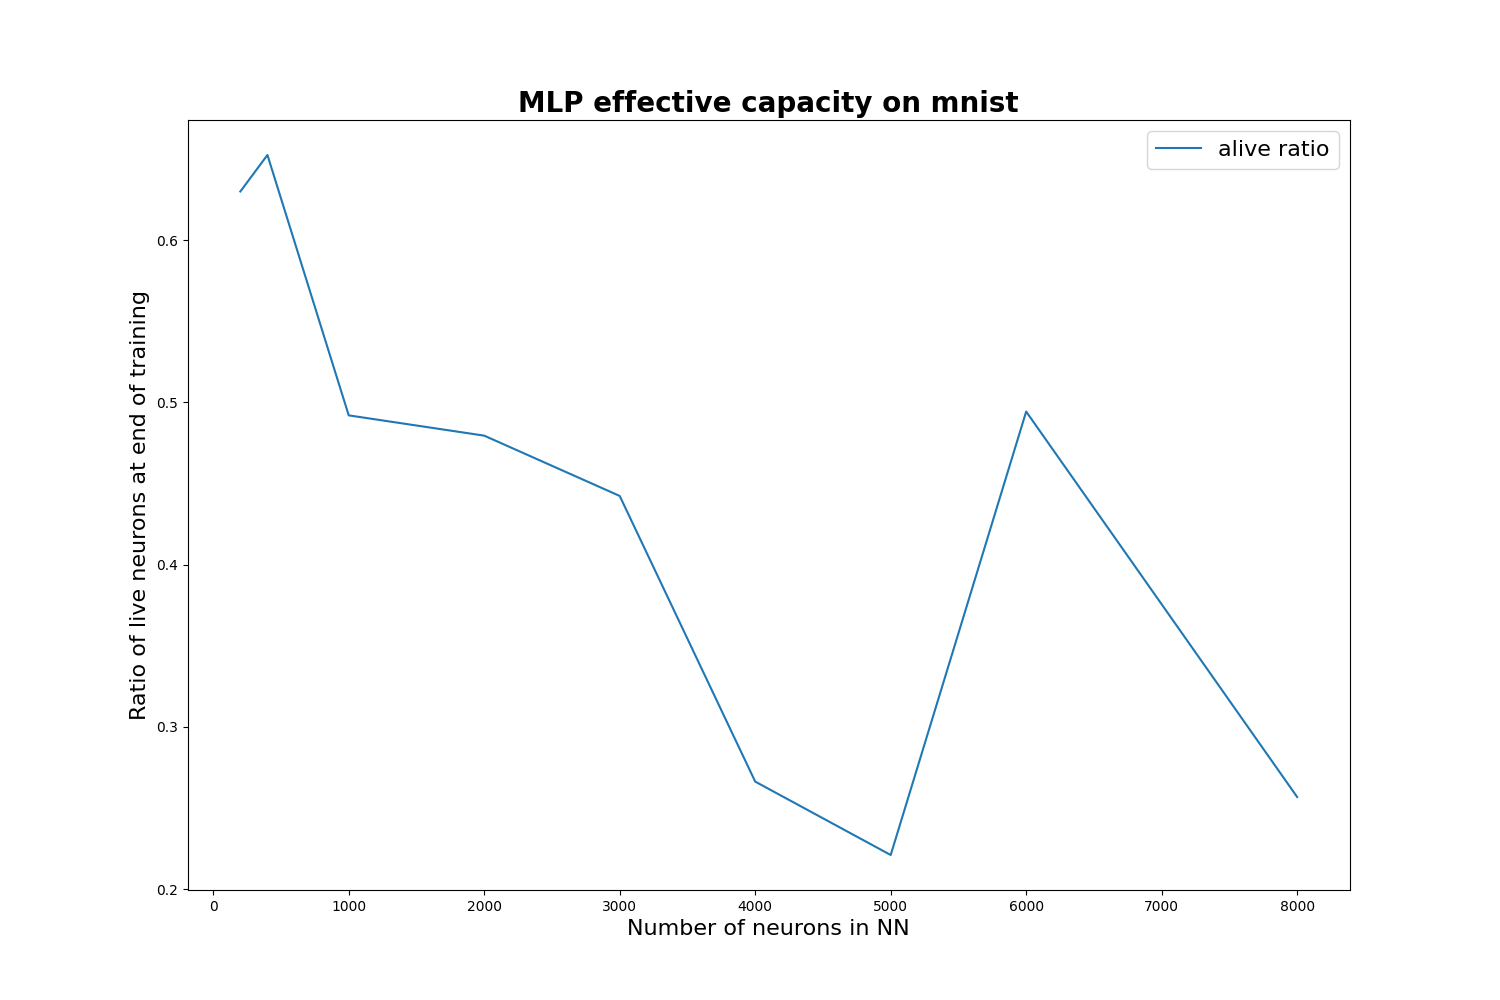 MLP effective capacity on mnist
alive ratio
Ratio of live neurons at end of training
0.6
0.5
0.4
0.3
0.2
0 1000 2000 3000 4000 5000 6000 7000 8000
Number of neurons in NN